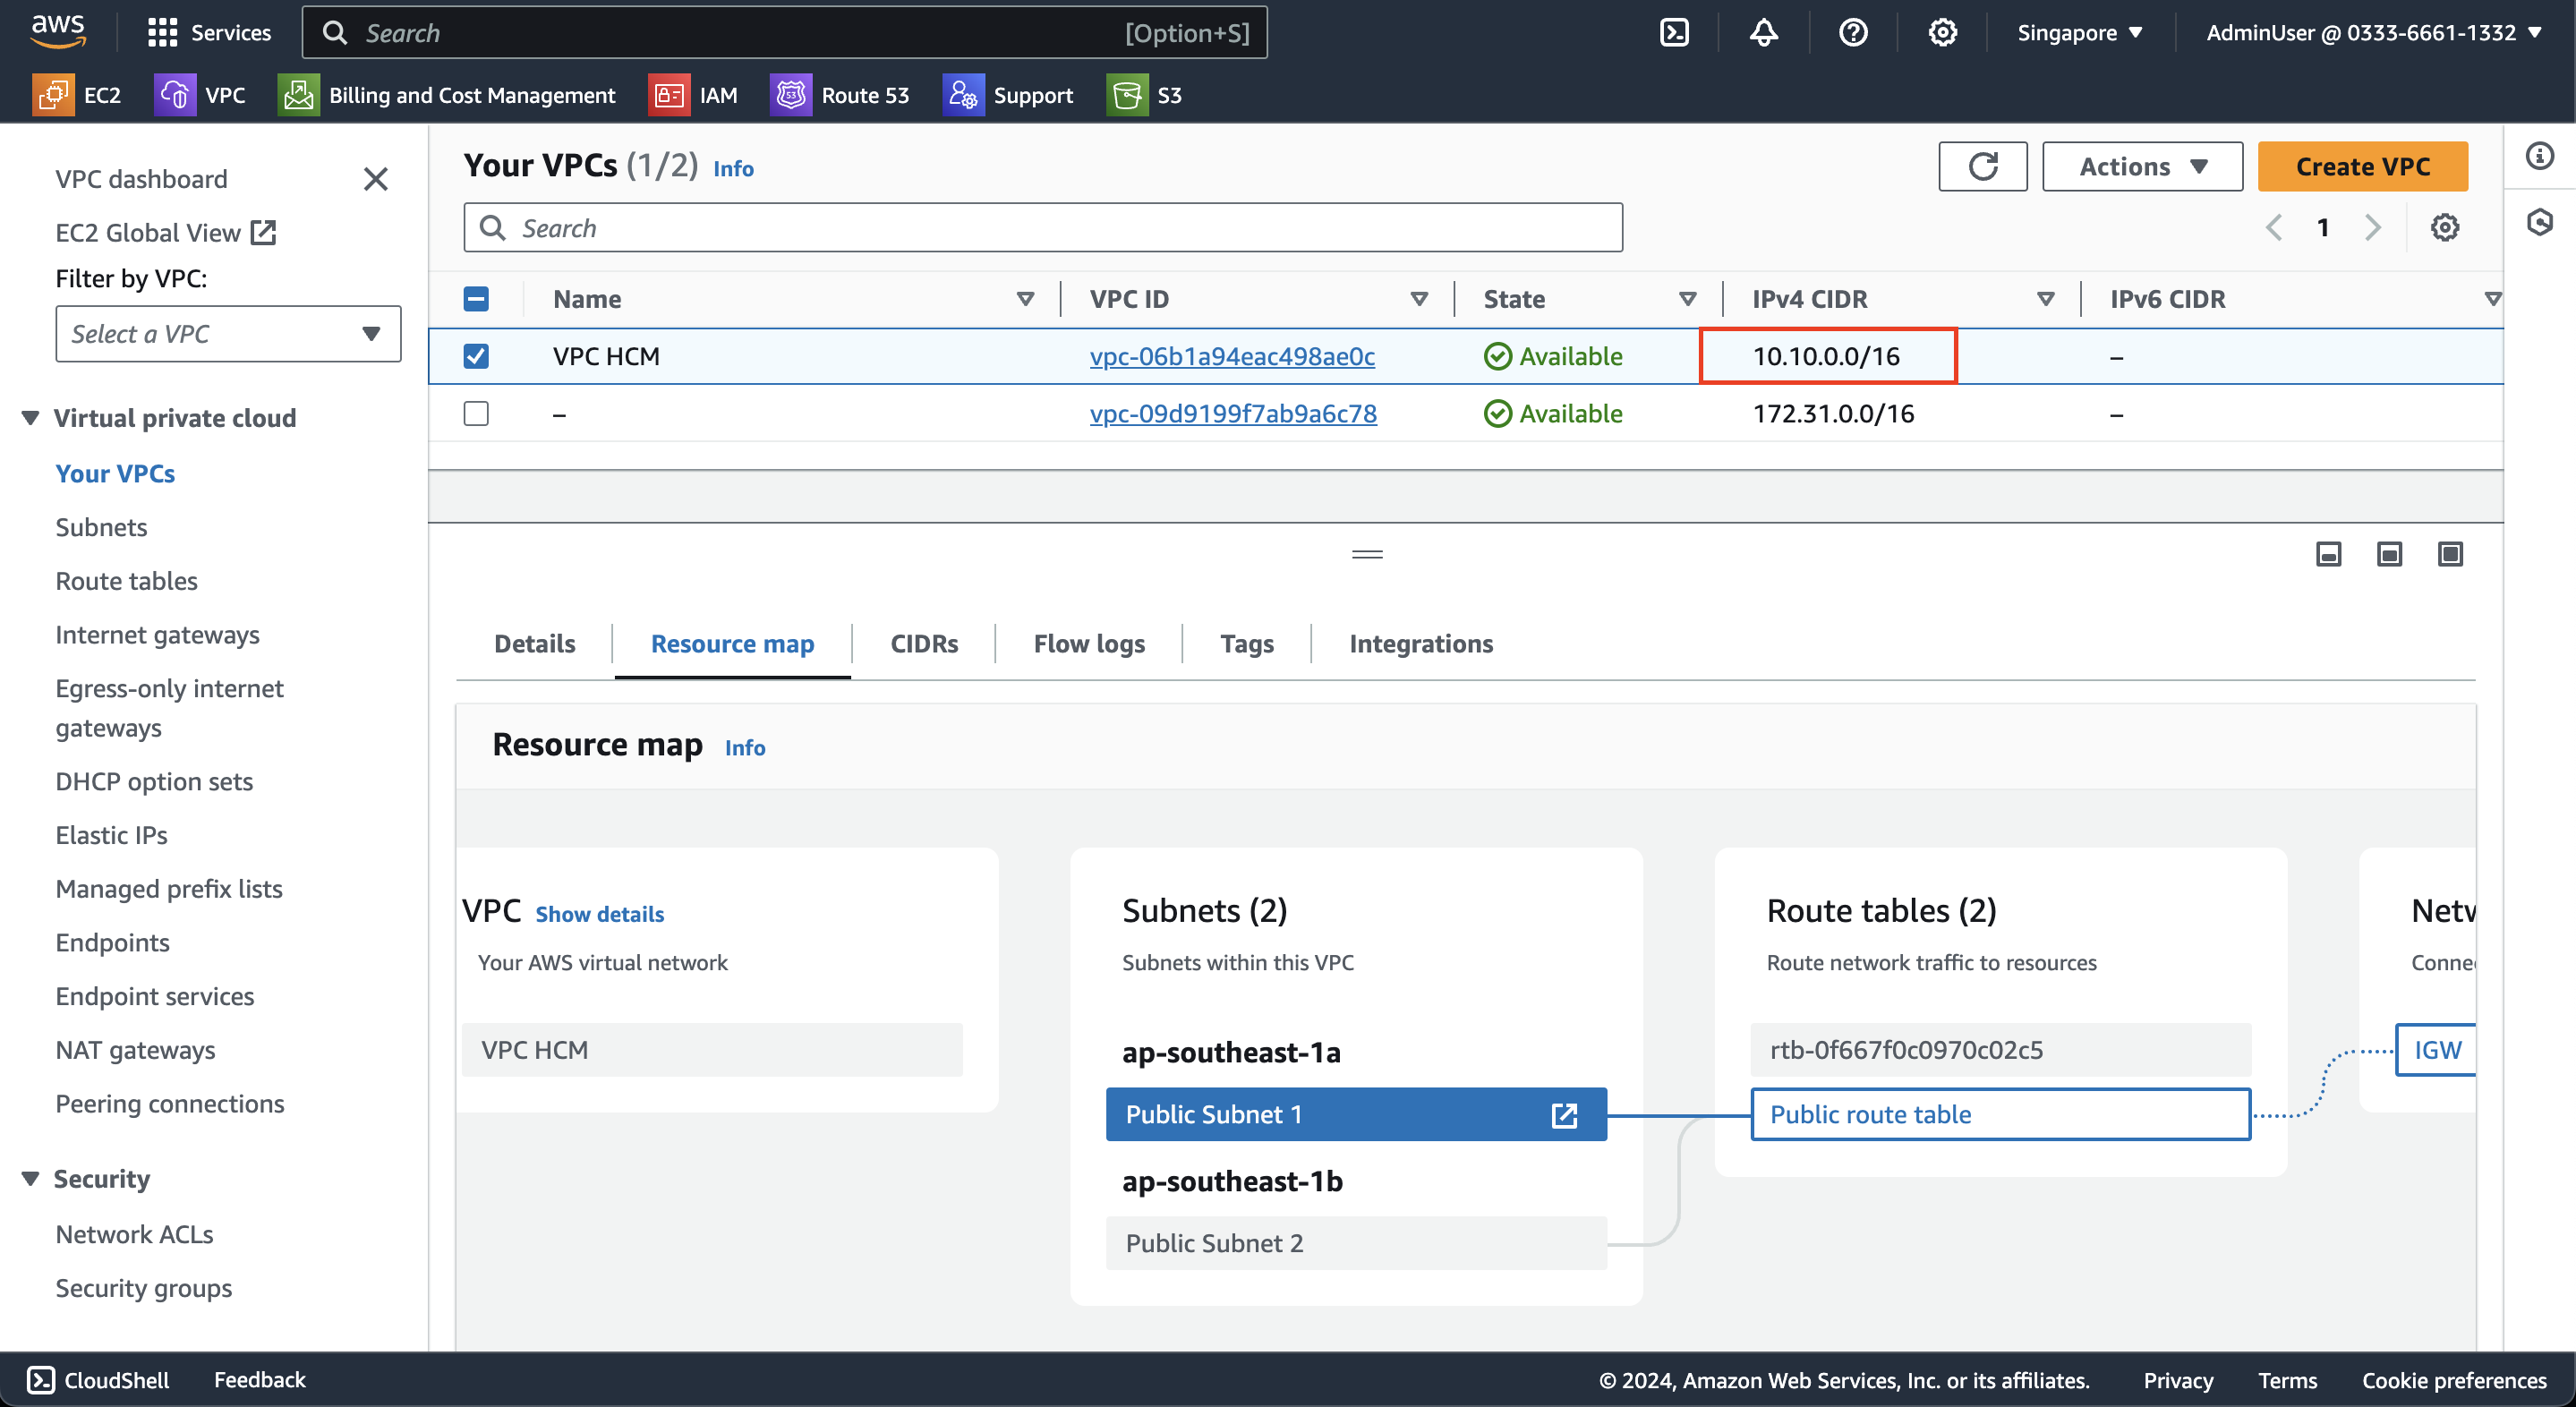 aws
Services
Search
[Option+S]
Singapore
AdminUser @ 0333-6661-1332
EC2
VPC
Billing and Cost Management
IAM
53
Route 53
Support
S3
VPC dashboard
EC2 Global View
Filter by VPC:
Select a VPC
Virtual private cloud
Your VPCs
Subnets
Route tables
Internet gateways
Egress-only internet
gateways
DHCP option sets
Elastic IPs
Managed prefix lists
Endpoints
Endpoint services
NAT gateways
Peering connections
Security
Network ACLs
Security groups
Your VPCs (1/2) Info
Actions
Create VPC
Search
1
Name VPC ID State IPv4 CIDR IPv6 CIDR
VPC HCM vpc-06b1a94eac498ae0c Available 10.10.0.0/16 –
– vpc-09d9199f7ab9a6c78 Available 172.31.0.0/16 –
Details
Resource map
CIDRs
Flow logs
Tags
Integrations
Resource map Info
VPC Show details
Your AWS virtual network
VPC HCM
Subnets (2)
Subnets within this VPC
ap-southeast-1a
Public Subnet 1
ap-southeast-1b
Public Subnet 2
Route tables (2)
Route network traffic to resources
rtb-0f667f0c0970c02c5
Public route table
Netw
Connec
IGW
CloudShell
Feedback
© 2024, Amazon Web Services, Inc. or its affiliates.
Privacy
Terms
Cookie preferences